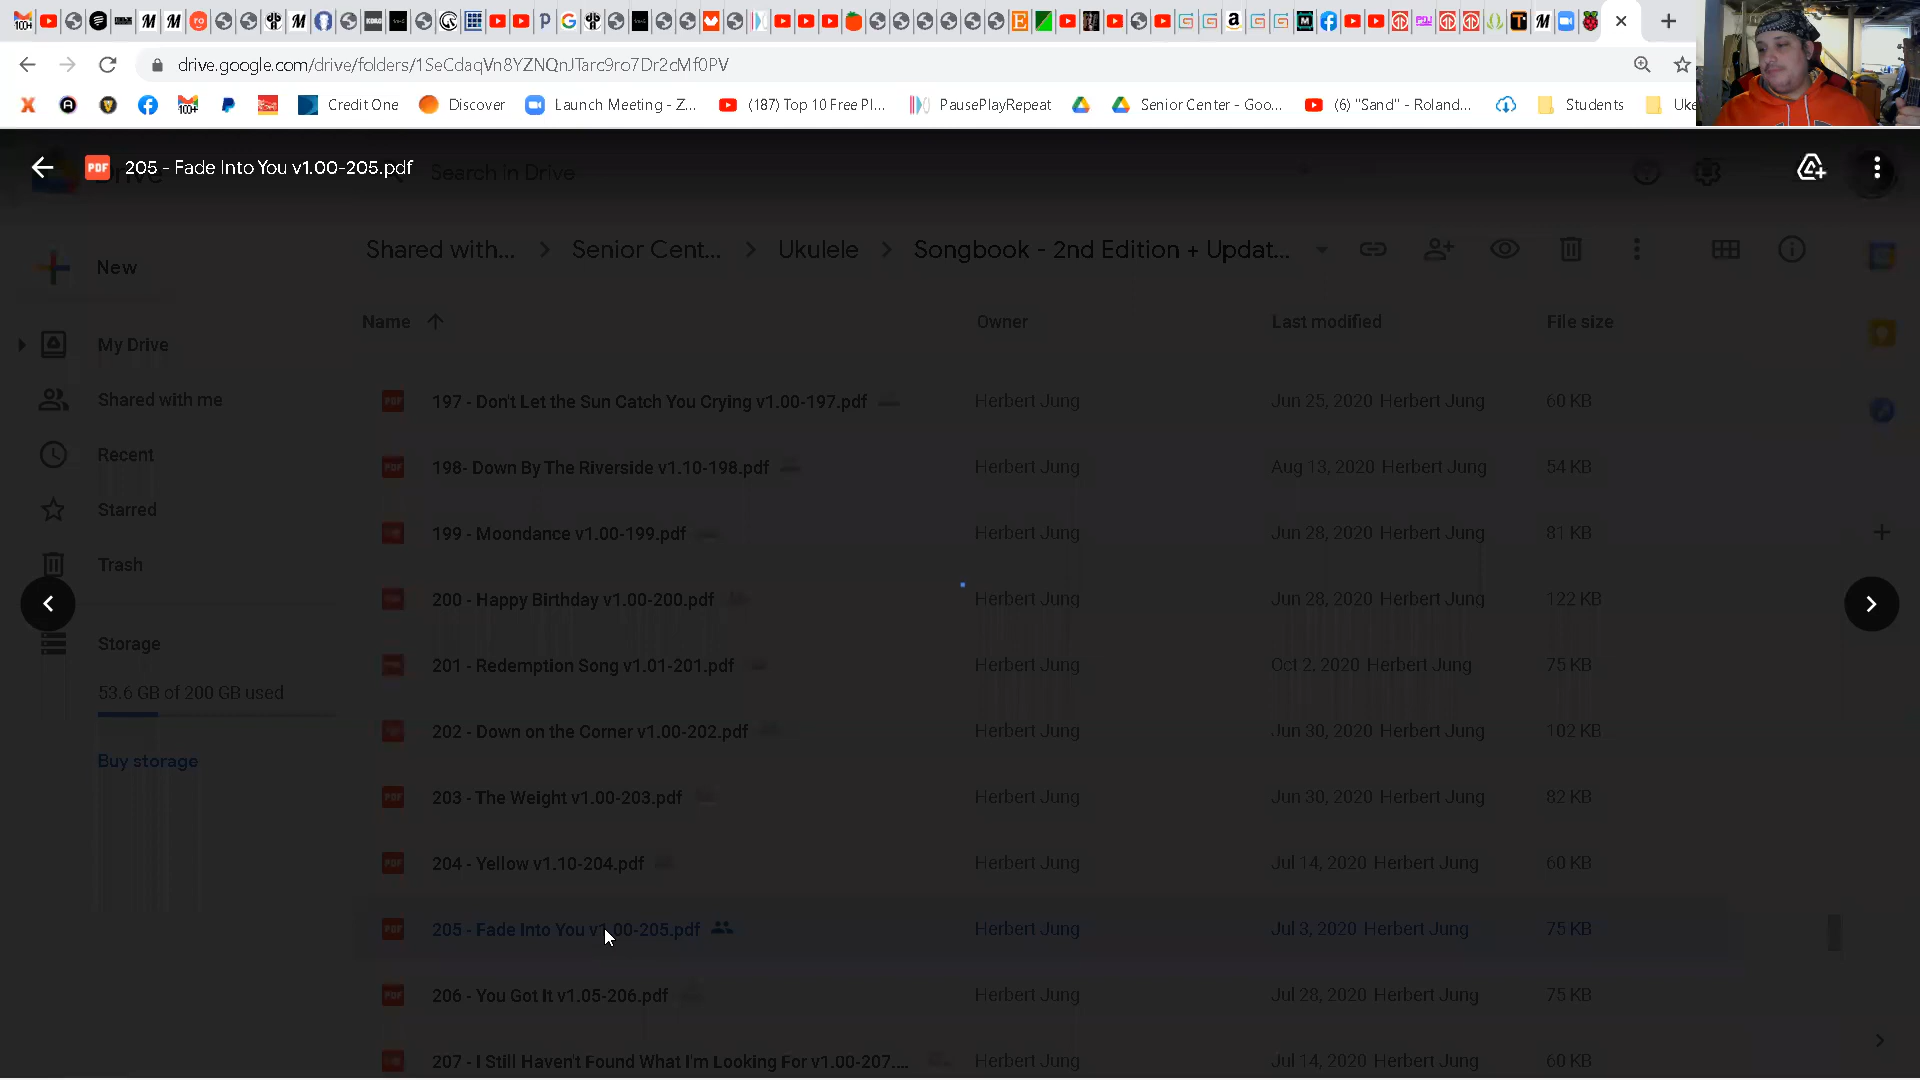 drive.google.com/drive/folders/1SeCdaqVn8YZNQnJTarc9ro7Dr2cMf0PV
Credit One
Discover
Launch Meeting - Z...
(187) Top 10 Free Pl...
PausePlayRepeat
Senior Center - Goo...
(6) "Sand" - Roland...
Students
Uke
PDF 205 - Fade Into You v1.00-205.pdf
Drive
Search in Drive
New
Shared with...
Senior Cent...
Ukulele
Songbook - 2nd Edition + Updat...
Name
Owner
Last modified
File size
My Drive
Shared with me
Recent
Starred
Trash
Storage
53.6 GB of 200 GB used
Buy storage
197 - Don't Let the Sun Catch You Crying v1.00-197.pdf Herbert Jung Jun 25, 2020 Herbert Jung 60 KB
198- Down By The Riverside v1.10-198.pdf Herbert Jung Aug 13, 2020 Herbert Jung 54 KB
199 - Moondance v1.00-199.pdf Herbert Jung Jun 28, 2020 Herbert Jung 81 KB
200 - Happy Birthday v1.00-200.pdf Herbert Jung Jun 28, 2020 Herbert Jung 122 KB
201 - Redemption Song v1.01-201.pdf Herbert Jung Oct 2, 2020 Herbert Jung 75 KB
202 - Down on the Corner v1.00-202.pdf Herbert Jung Jun 30, 2020 Herbert Jung 102 KB
203 - The Weight v1.00-203.pdf Herbert Jung Jun 30, 2020 Herbert Jung 82 KB
204 - Yellow v1.10-204.pdf Herbert Jung Jul 14, 2020 Herbert Jung 60 KB
205 - Fade Into You v1.00-205.pdf Herbert Jung Jul 3, 2020 Herbert Jung 75 KB
206 - You Got It v1.05-206.pdf Herbert Jung Jul 28, 2020 Herbert Jung 75 KB
207 - I Still Haven't Found What I'm Looking For v1.00-207.... Herbert Jung Jul 14, 2020 Herbert Jung 60 KB